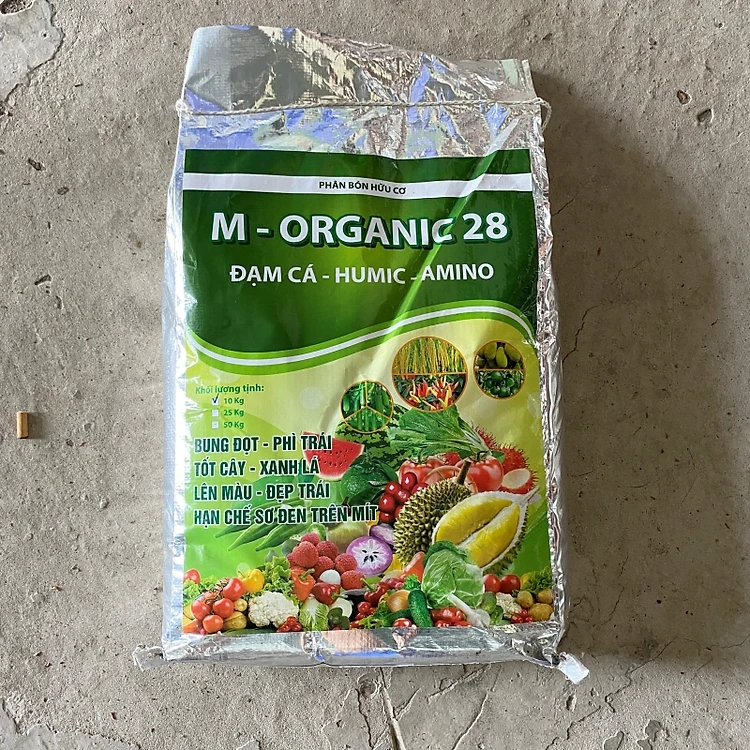 PHÂN BÓN HỮU CƠ
M - ORGANIC 28
ĐẠM CÁ - HUMIC - AMINO
Khối lượng tịnh:
10 Kg
25 Kg
50 Kg
BUNG ĐỌT - PHÌ TRÁI
TỐT CÂY - XANH LÁ
LÊN MÀU - ĐẸP TRÁI
HẠN CHẾ SƠ ĐEN TRÊN MÍT